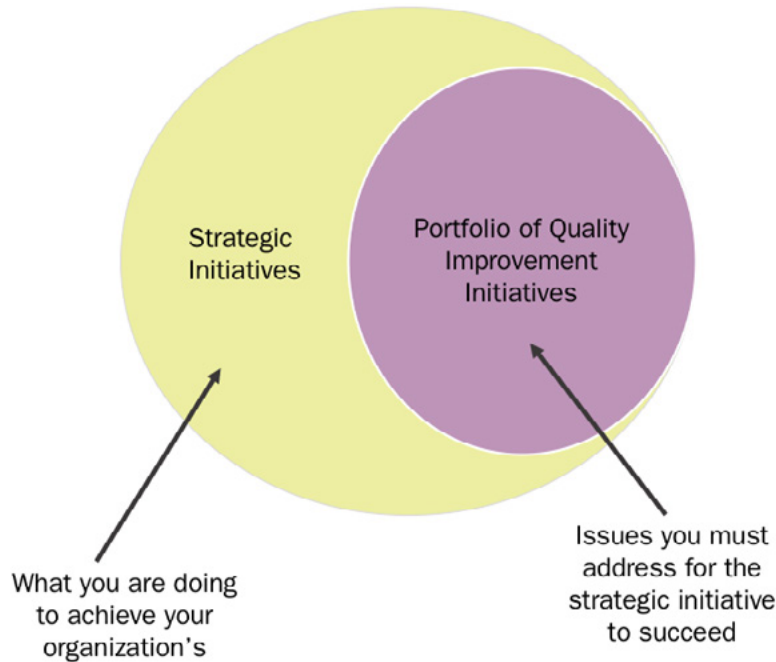 Strategic
Initiatives
Portfolio of Quality
Improvement
Initiatives
What you are doing
to achieve your
organization's
Issues you must
address for the
strategic initiative
to succeed